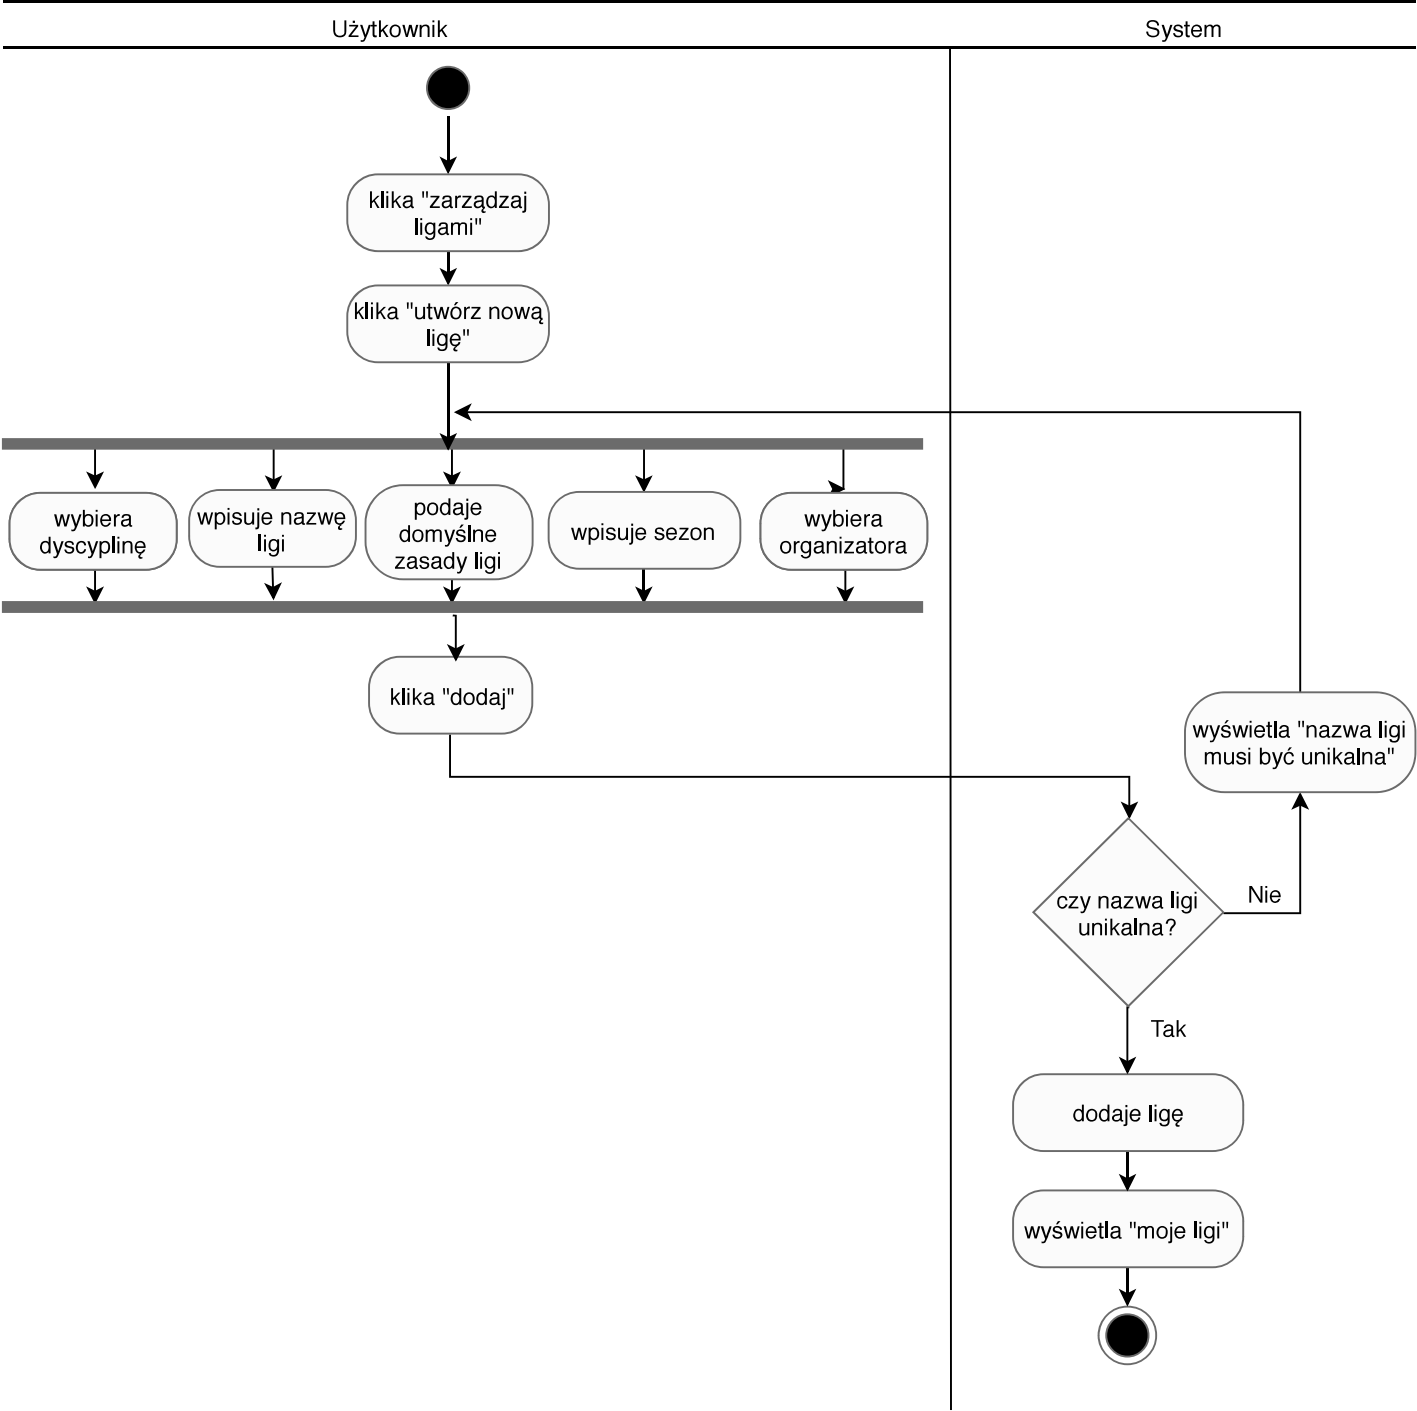 Użytkownik
System
klika "zarządzaj
ligami"
klika "utwórz nową
ligę"
wybiera
dyscyplinę
wpisuje nazwę
ligi
podaje
domyślne
zasady ligi
wpisuje sezon
wybiera
organizatora
klika "dodaj"
wyświetla "nazwa ligi
musi być unikalna"
czy nazwa ligi
unikalna?
Nie
Tak
dodaje ligę
wyświetla "moje ligi"